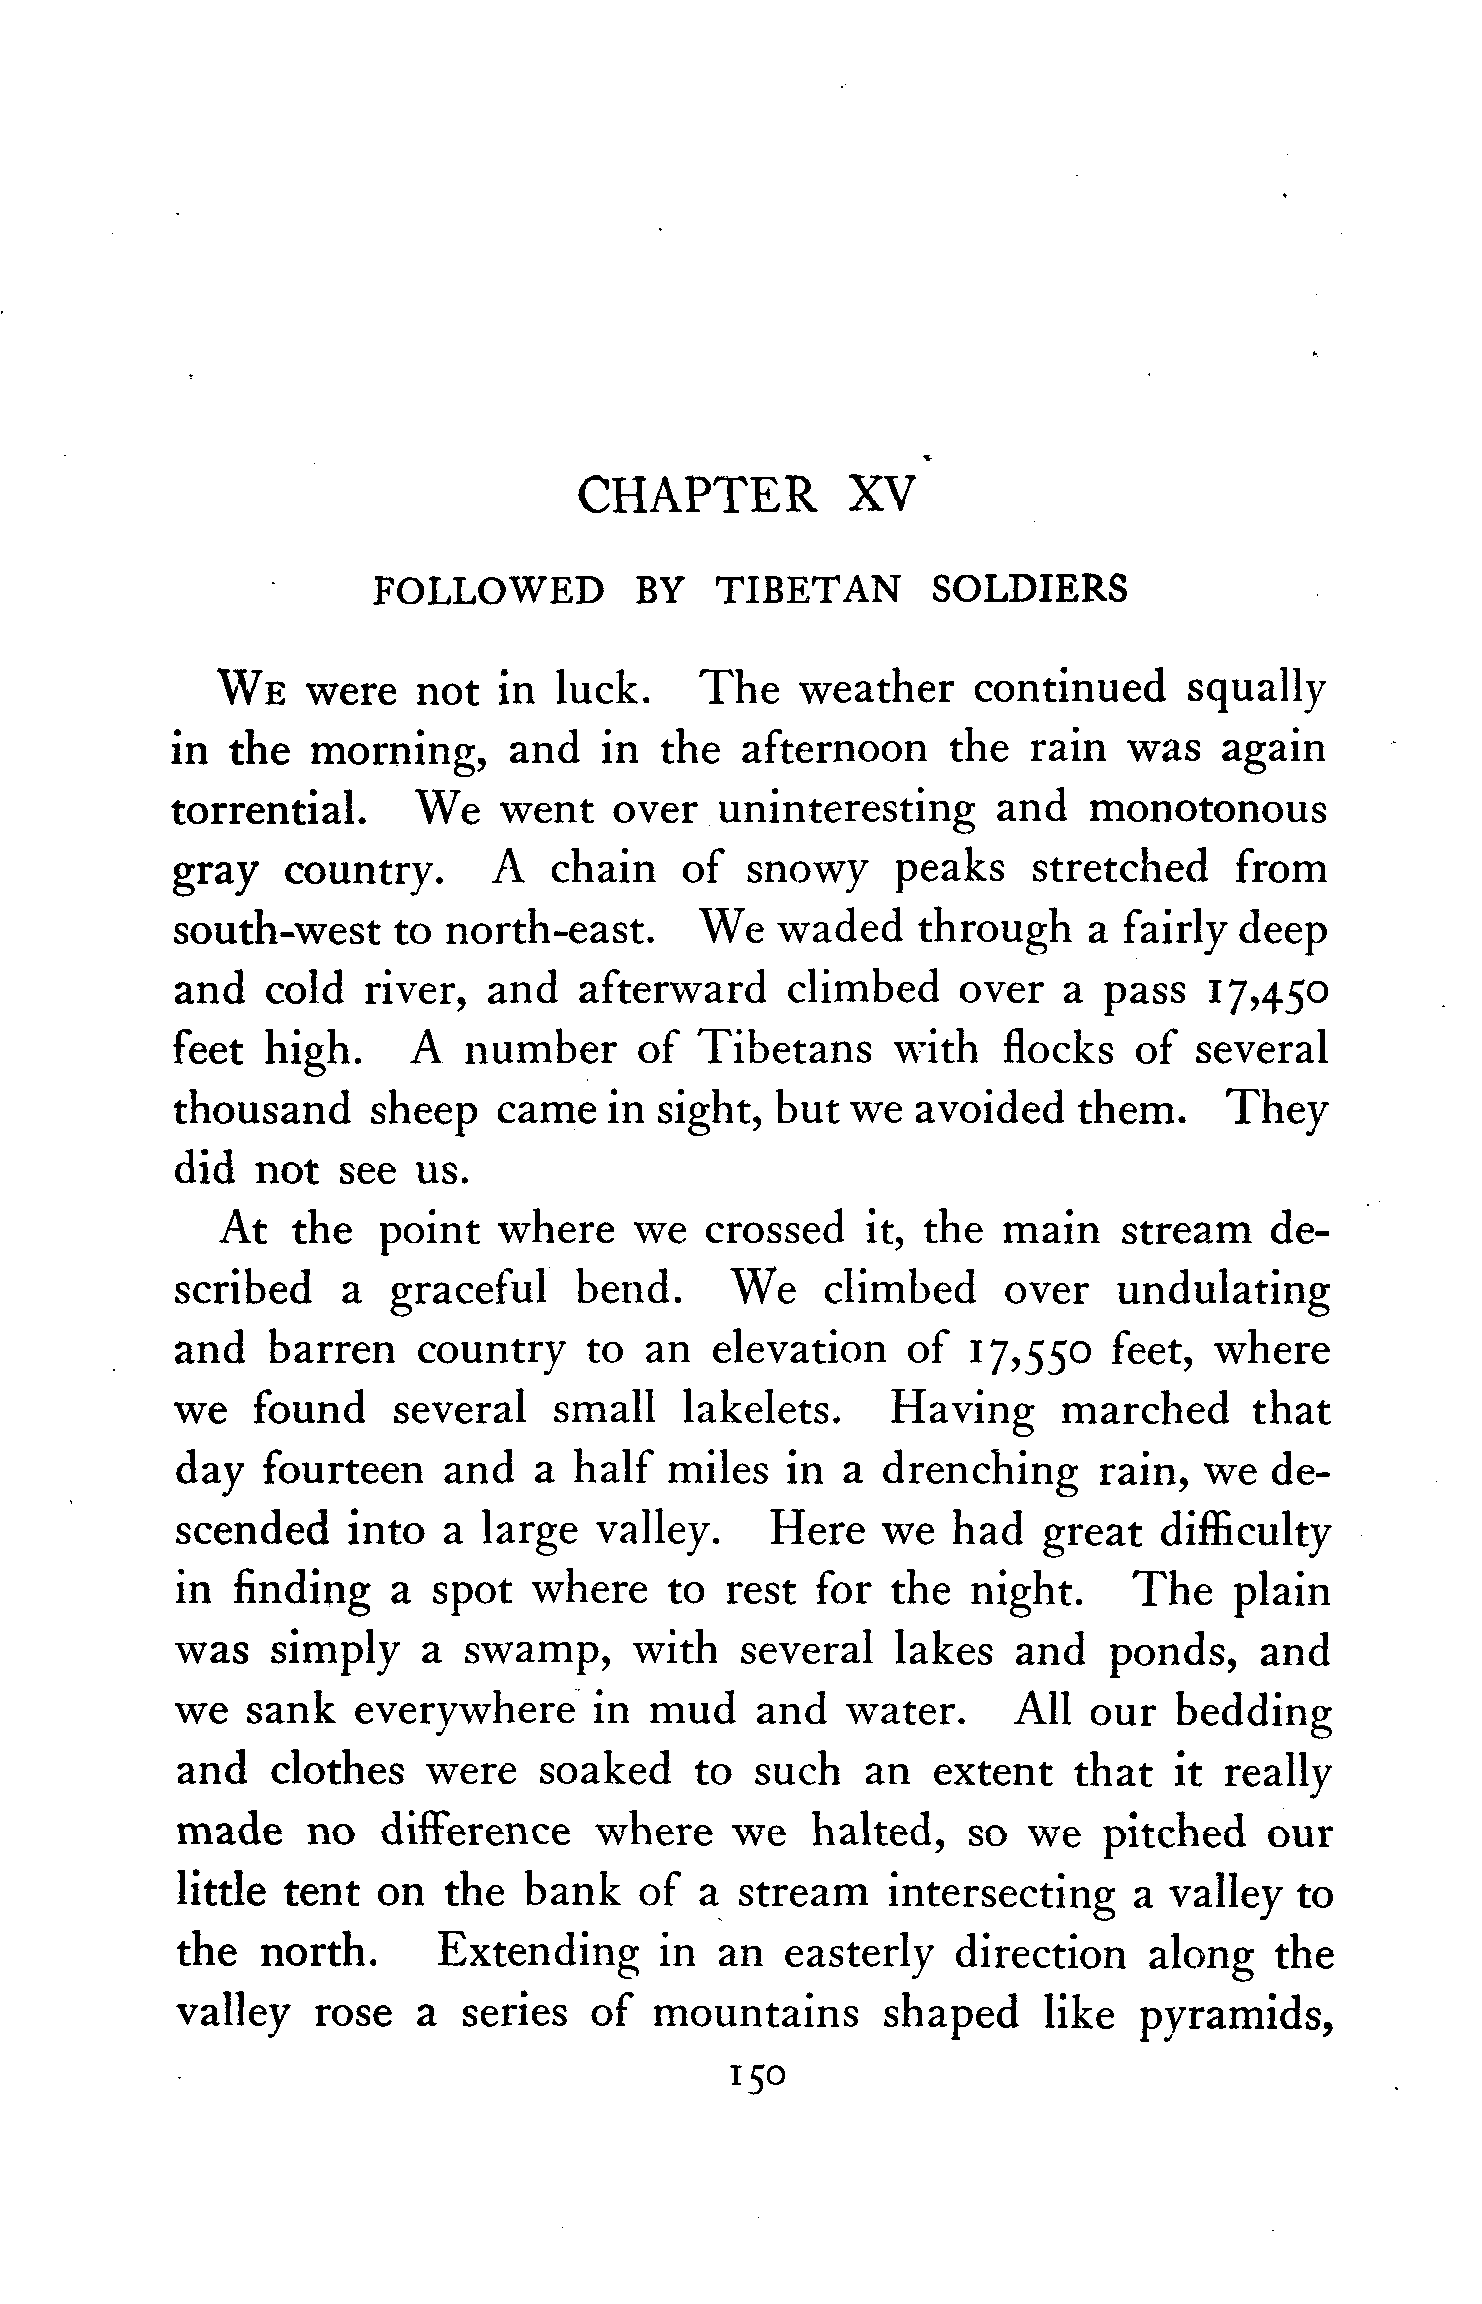 CHAPTER XV
FOLLOWED BY TIBETAN SOLDIERS
WE were not in luck. The weather continued squally
in the morning, and in the afternoon the rain was again
torrential. We went over uninteresting and monotonous
gray country. A chain of snowy peaks stretched from
south-west to north-east. We waded through a fairly deep
and cold river, and afterward climbed over a pass 17,450
feet high. A number of Tibetans with flocks of several
thousand sheep came in sight, but we avoided them. They
did not see us.
At the point where we crossed it, the main stream de-
scribed a graceful bend. We climbed over undulating
and barren country to an elevation of 17,550 feet, where
we found several small lakelets. Having marched that
day fourteen and a half miles in a drenching rain, we de-
scended into a large valley. Here we had great difficulty
in finding a spot where to rest for the night. The plain
was simply a swamp, with several lakes and ponds, and
we sank everywhere in mud and water. All our bedding
and clothes were soaked to such an extent that it really
made no difference where we halted, so we pitched our
little tent on the bank of a stream intersecting a valley to
the north. Extending in an easterly direction along the
valley rose a series of mountains shaped like pyramids,
150